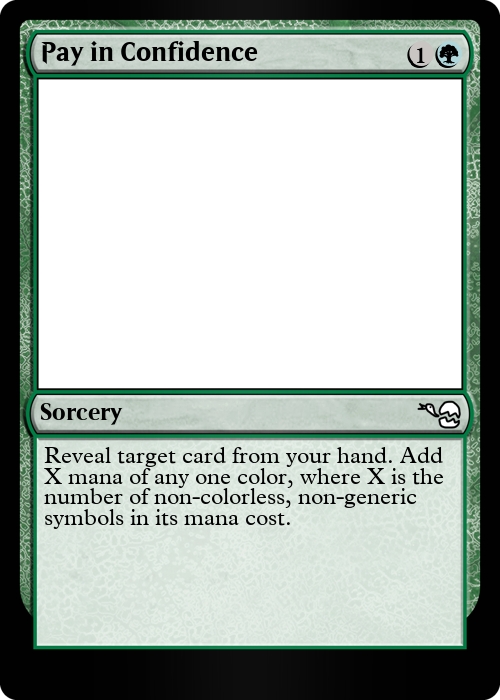 Pay in Confidence 1
Sorcery
Reveal target card from your hand. Add
X mana of any one color, where X is the
number of non-colorless, non-generic
symbols in its mana cost.